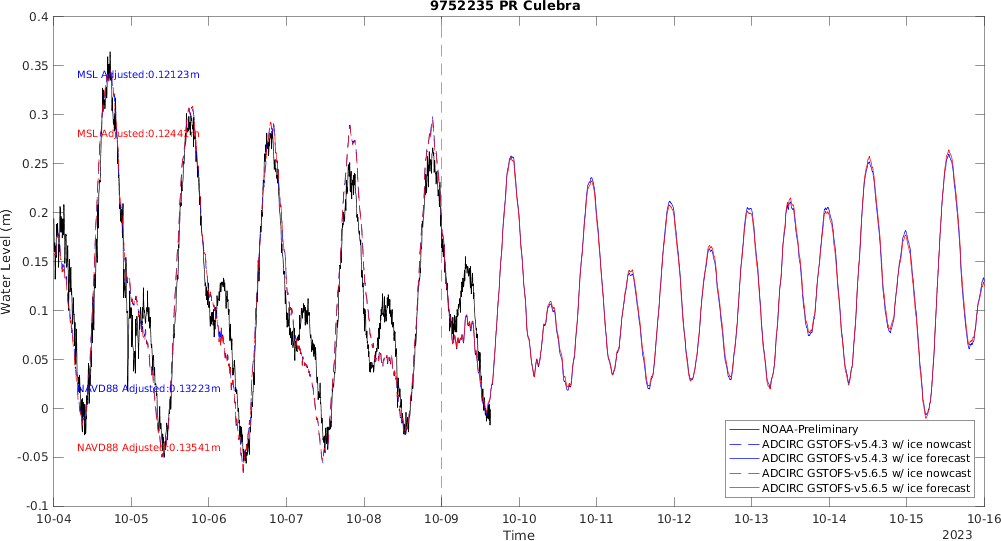 9752235 PR Culebra
0.4
0.35
0.3
0.25
0.2
0.15
0.1
0.05
0
-0.05
-0.1
Water Level (m)
MSL Adjusted:0.12123m
MSL Adjusted:0.12442m
NAVD88 Adjusted:0.13223m
NAVD88 Adjusted:0.13541m
NOAA-Preliminary
ADCIRC GSTOFS-v5.4.3 w/ ice nowcast
ADCIRC GSTOFS-v5.4.3 w/ ice forecast
ADCIRC GSTOFS-v5.6.5 w/ ice nowcast
ADCIRC GSTOFS-v5.6.5 w/ ice forecast
10-04 10-05 10-06 10-07 10-08 10-09 10-10 10-11 10-12 10-13 10-14 10-15 10-16
Time
2023